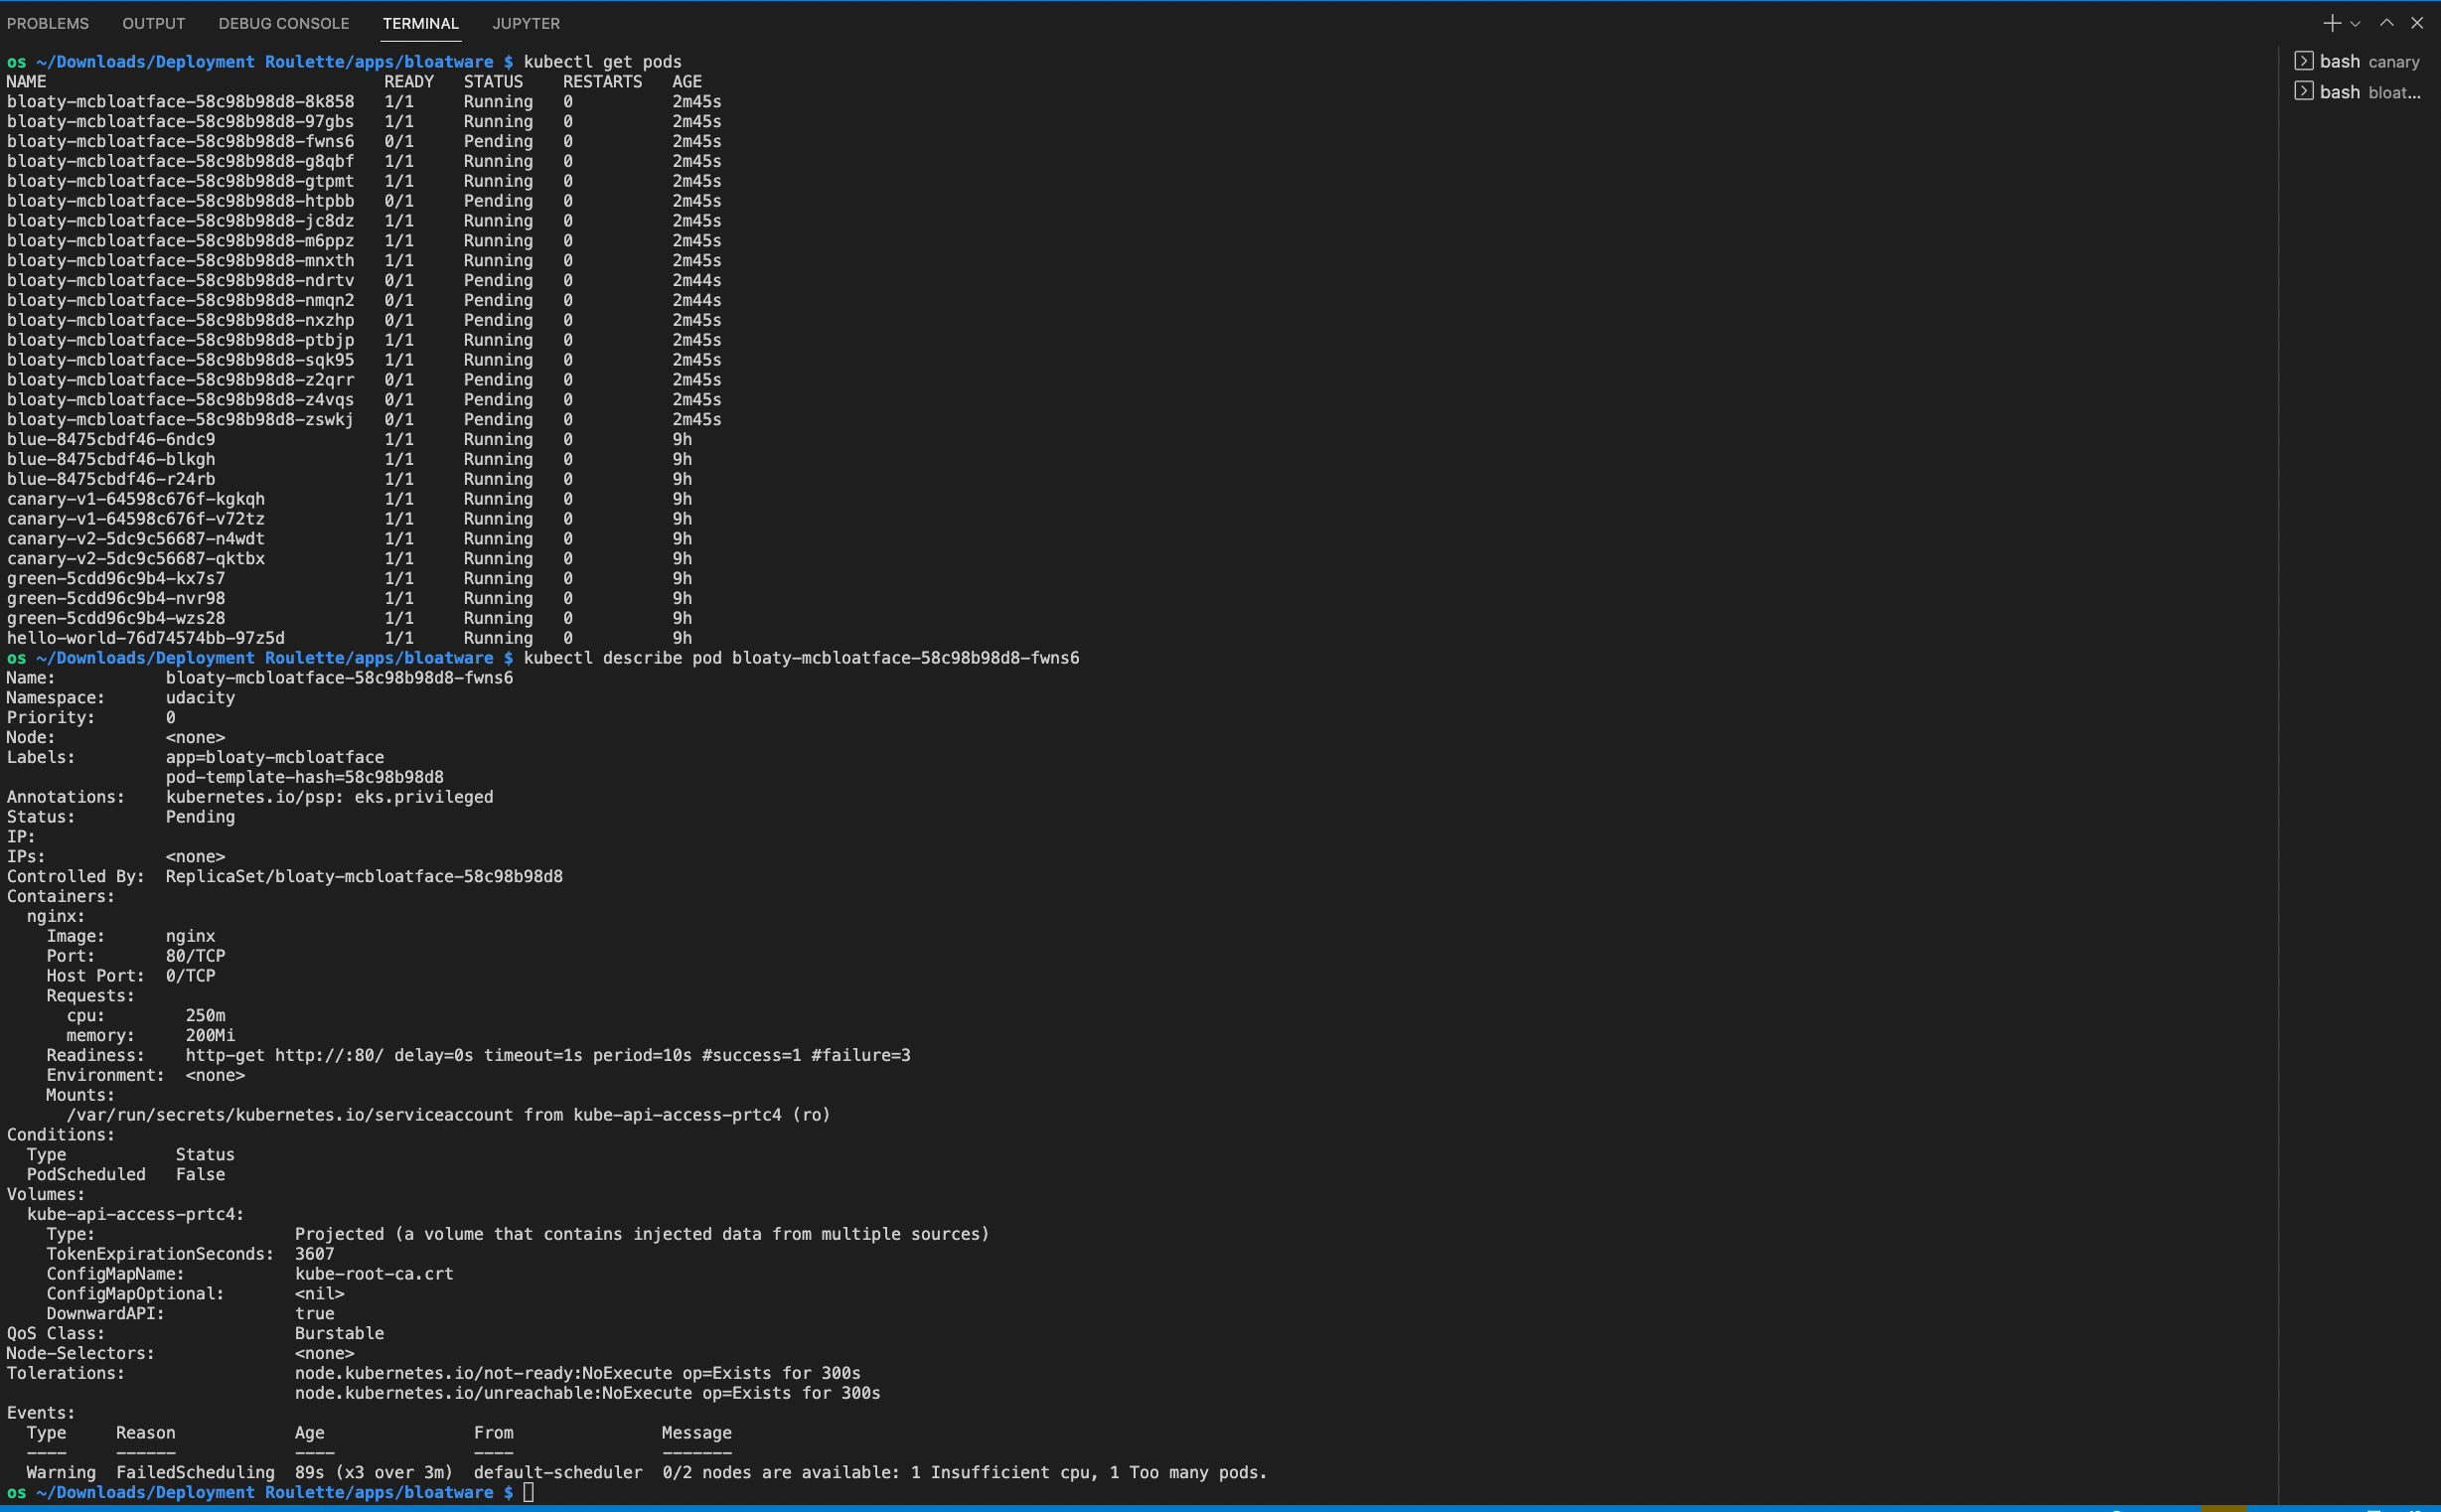 PROBLEMS OUTPUT DEBUG CONSOLE TERMINAL JUPYTER
os ~/Downloads/Deployment Roulette/apps/bloatware $ kubectl get pods
NAME READY STATUS RESTARTS AGE
bloaty-mcbloatface-58c98b98d8-8k858 1/1 Running 0 2m45s
bloaty-mcbloatface-58c98b98d8-97gbs 1/1 Running 0 2m45s
bloaty-mcbloatface-58c98b98d8-fwns6 0/1 Pending 0 2m45s
bloaty-mcbloatface-58c98b98d8-g8qbf 1/1 Running 0 2m45s
bloaty-mcbloatface-58c98b98d8-gtpmt 1/1 Running 0 2m45s
bloaty-mcbloatface-58c98b98d8-htpbb 0/1 Pending 0 2m45s
bloaty-mcbloatface-58c98b98d8-jc8dz 1/1 Running 0 2m45s
bloaty-mcbloatface-58c98b98d8-m6ppz 1/1 Running 0 2m45s
bloaty-mcbloatface-58c98b98d8-mnxth 1/1 Running 0 2m45s
bloaty-mcbloatface-58c98b98d8-ndrtv 0/1 Pending 0 2m44s
bloaty-mcbloatface-58c98b98d8-nmqn2 0/1 Pending 0 2m44s
bloaty-mcbloatface-58c98b98d8-nxzhp 0/1 Pending 0 2m45s
bloaty-mcbloatface-58c98b98d8-ptbjp 1/1 Running 0 2m45s
bloaty-mcbloatface-58c98b98d8-sqk95 1/1 Running 0 2m45s
bloaty-mcbloatface-58c98b98d8-z2qrr 0/1 Pending 0 2m45s
bloaty-mcbloatface-58c98b98d8-z4vqs 0/1 Pending 0 2m45s
bloaty-mcbloatface-58c98b98d8-zswkj 0/1 Pending 0 2m45s
blue-8475cbdf46-6ndc9 1/1 Running 0 9h
blue-8475cbdf46-blkgh 1/1 Running 0 9h
blue-8475cbdf46-r24rb 1/1 Running 0 9h
canary-v1-64598c676f-kgkqh 1/1 Running 0 9h
canary-v1-64598c676f-v72tz 1/1 Running 0 9h
canary-v2-5dc9c56687-n4wdt 1/1 Running 0 9h
canary-v2-5dc9c56687-qktbx 1/1 Running 0 9h
green-5cdd96c9b4-kx7s7 1/1 Running 0 9h
green-5cdd96c9b4-nvr98 1/1 Running 0 9h
green-5cdd96c9b4-wzs28 1/1 Running 0 9h
hello-world-76d74574bb-97z5d 1/1 Running 0 9h
os ~/Downloads/Deployment Roulette/apps/bloatware $ kubectl describe pod bloaty-mcbloatface-58c98b98d8-fwns6
Name: bloaty-mcbloatface-58c98b98d8-fwns6
Namespace: udacity
Priority: 0
Node: <none>
Labels: app=bloaty-mcbloatface
pod-template-hash=58c98b98d8
Annotations: kubernetes.io/psp: eks.privileged
Status: Pending
IP:
IPs: <none>
Controlled By: ReplicaSet/bloaty-mcbloatface-58c98b98d8
Containers:
nginx:
Image: nginx
Port: 80/TCP
Host Port: 0/TCP
Requests:
cpu: 250m
memory: 200Mi
Readiness: http-get http://:80/ delay=0s timeout=1s period=10s #success=1 #failure=3
Environment: <none>
Mounts:
/var/run/secrets/kubernetes.io/serviceaccount from kube-api-access-prtc4 (ro)
Conditions:
Type Status
PodScheduled False
Volumes:
kube-api-access-prtc4:
Type: Projected (a volume that contains injected data from multiple sources)
TokenExpirationSeconds: 3607
ConfigMapName: kube-root-ca.crt
ConfigMapOptional: <nil>
DownwardAPI: true
QoS Class: Burstable
Node-Selectors: <none>
Tolerations: node.kubernetes.io/not-ready:NoExecute op=Exists for 300s
node.kubernetes.io/unreachable:NoExecute op=Exists for 300s
Events:
Type Reason Age From Message
---- ------ ---- ---- -------
Warning FailedScheduling 89s (x3 over 3m) default-scheduler 0/2 nodes are available: 1 Insufficient cpu, 1 Too many pods.
os ~/Downloads/Deployment Roulette/apps/bloatware $
bash canary
bash bloat...